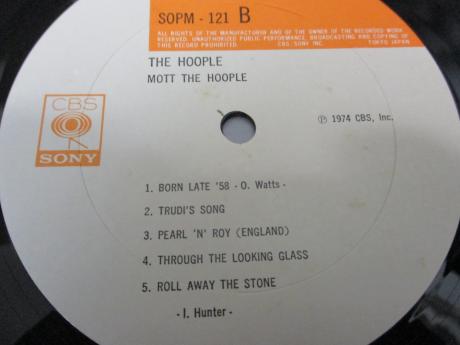 SOPM - 121 B
ALL RIGHTS OF THE MANUFACTURER AND OF THE OWNER OF THE RECORDED WORK
RESERVED. UNAUTHORIZED PUBLIC PERFORMANCE, BROADCASTING AND COPYING OF
THIS RECORD PROHIBITED. CBS/SONY INC. TOKYO JAPAN
THE HOOPLE
MOTT THE HOOPLE
CBS
SONY
℗ 1974 CBS, Inc.
1. BORN LATE '58 - O. Watts -
2. TRUDI'S SONG
3. PEARL 'N' ROY (ENGLAND)
4. THROUGH THE LOOKING GLASS
5. ROLL AWAY THE STONE
- I. Hunter -